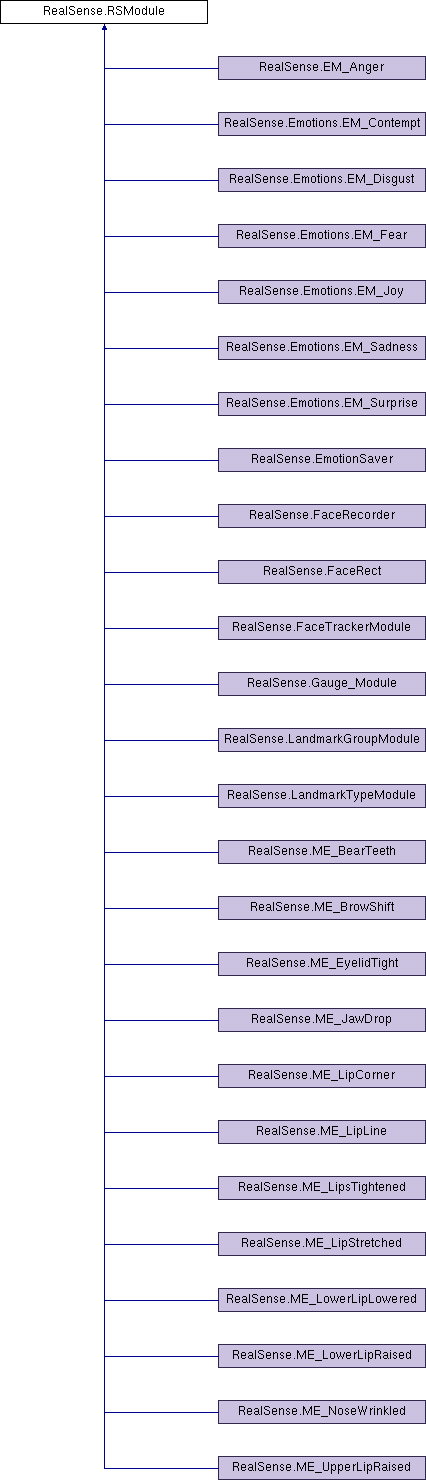 RealSense.RSModule
RealSense.EM_Anger
RealSense.Emotions.EM_Contempt
RealSense.Emotions.EM_Disgust
RealSense.Emotions.EM_Fear
RealSense.Emotions.EM_Joy
RealSense.Emotions.EM_Sadness
RealSense.Emotions.EM_Surprise
RealSense.EmotionSaver
RealSense.FaceRecorder
RealSense.FaceRect
RealSense.FaceTrackerModule
RealSense.Gauge_Module
RealSense.LandmarkGroupModule
RealSense.LandmarkTypeModule
RealSense.ME_BearTeeth
RealSense.ME_BrowShift
RealSense.ME_EyelidTight
RealSense.ME_JawDrop
RealSense.ME_LipCorner
RealSense.ME_LipLine
RealSense.ME_LipsTightened
RealSense.ME_LipStretched
RealSense.ME_LowerLipLowered
RealSense.ME_LowerLipRaised
RealSense.ME_NoseWrinkled
RealSense.ME_UpperLipRaised